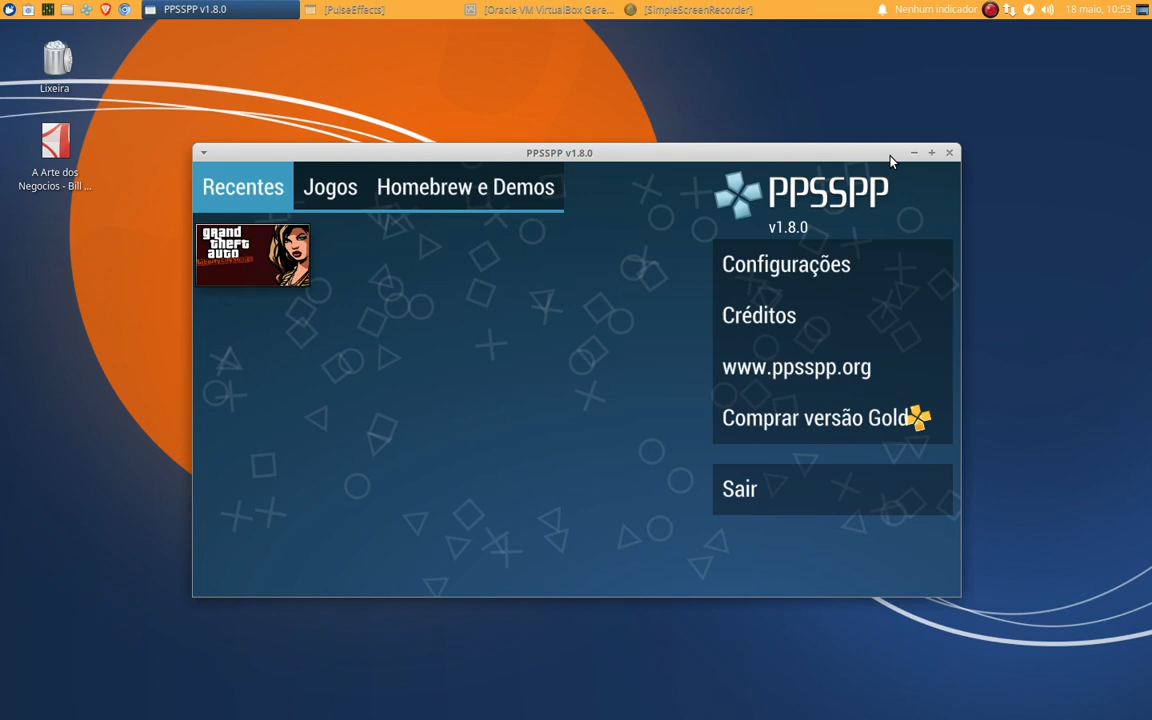 PPSSPP v1.8.0
[PulseEffects]
[Oracle VM VirtualBox Gere...
[SimpleScreenRecorder]
Nenhum indicador
18 maio, 10:53
Lixeira
A Arte dos
Negocios - Bill ...
PPSSPP v1.8.0
Recentes
Jogos
Homebrew e Demos
grand
theft
auto
PPSSPP
v1.8.0
Configurações
Créditos
www.ppsspp.org
Comprar versão Gold
Sair